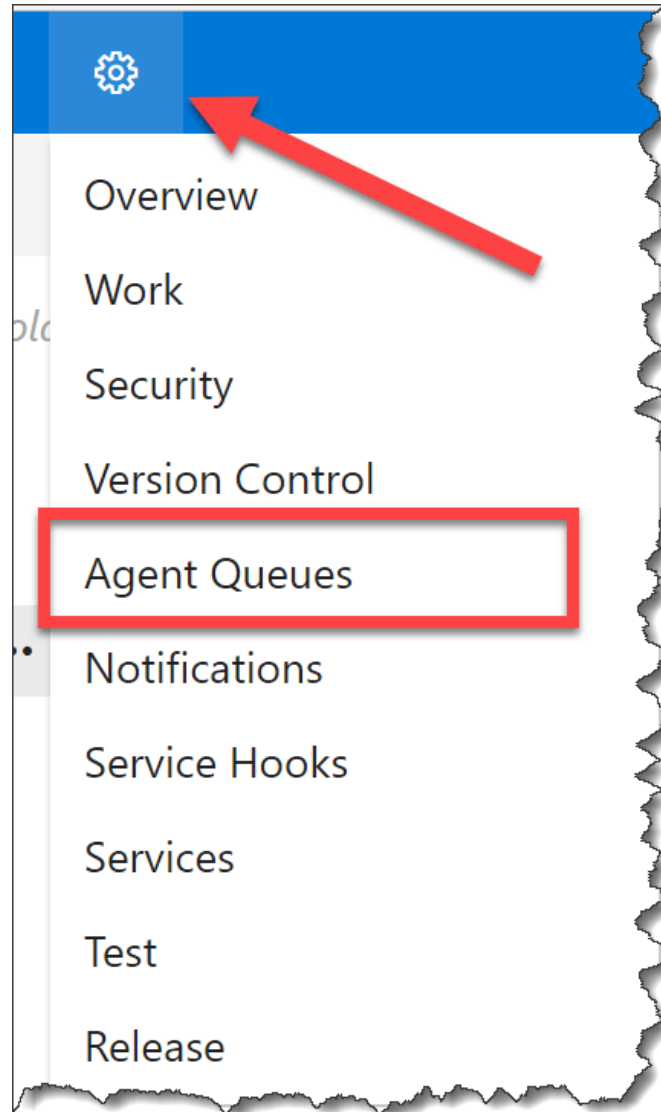 Overview
Work
Security
Version Control
Agent Queues
Notifications
Service Hooks
Services
Test
Release